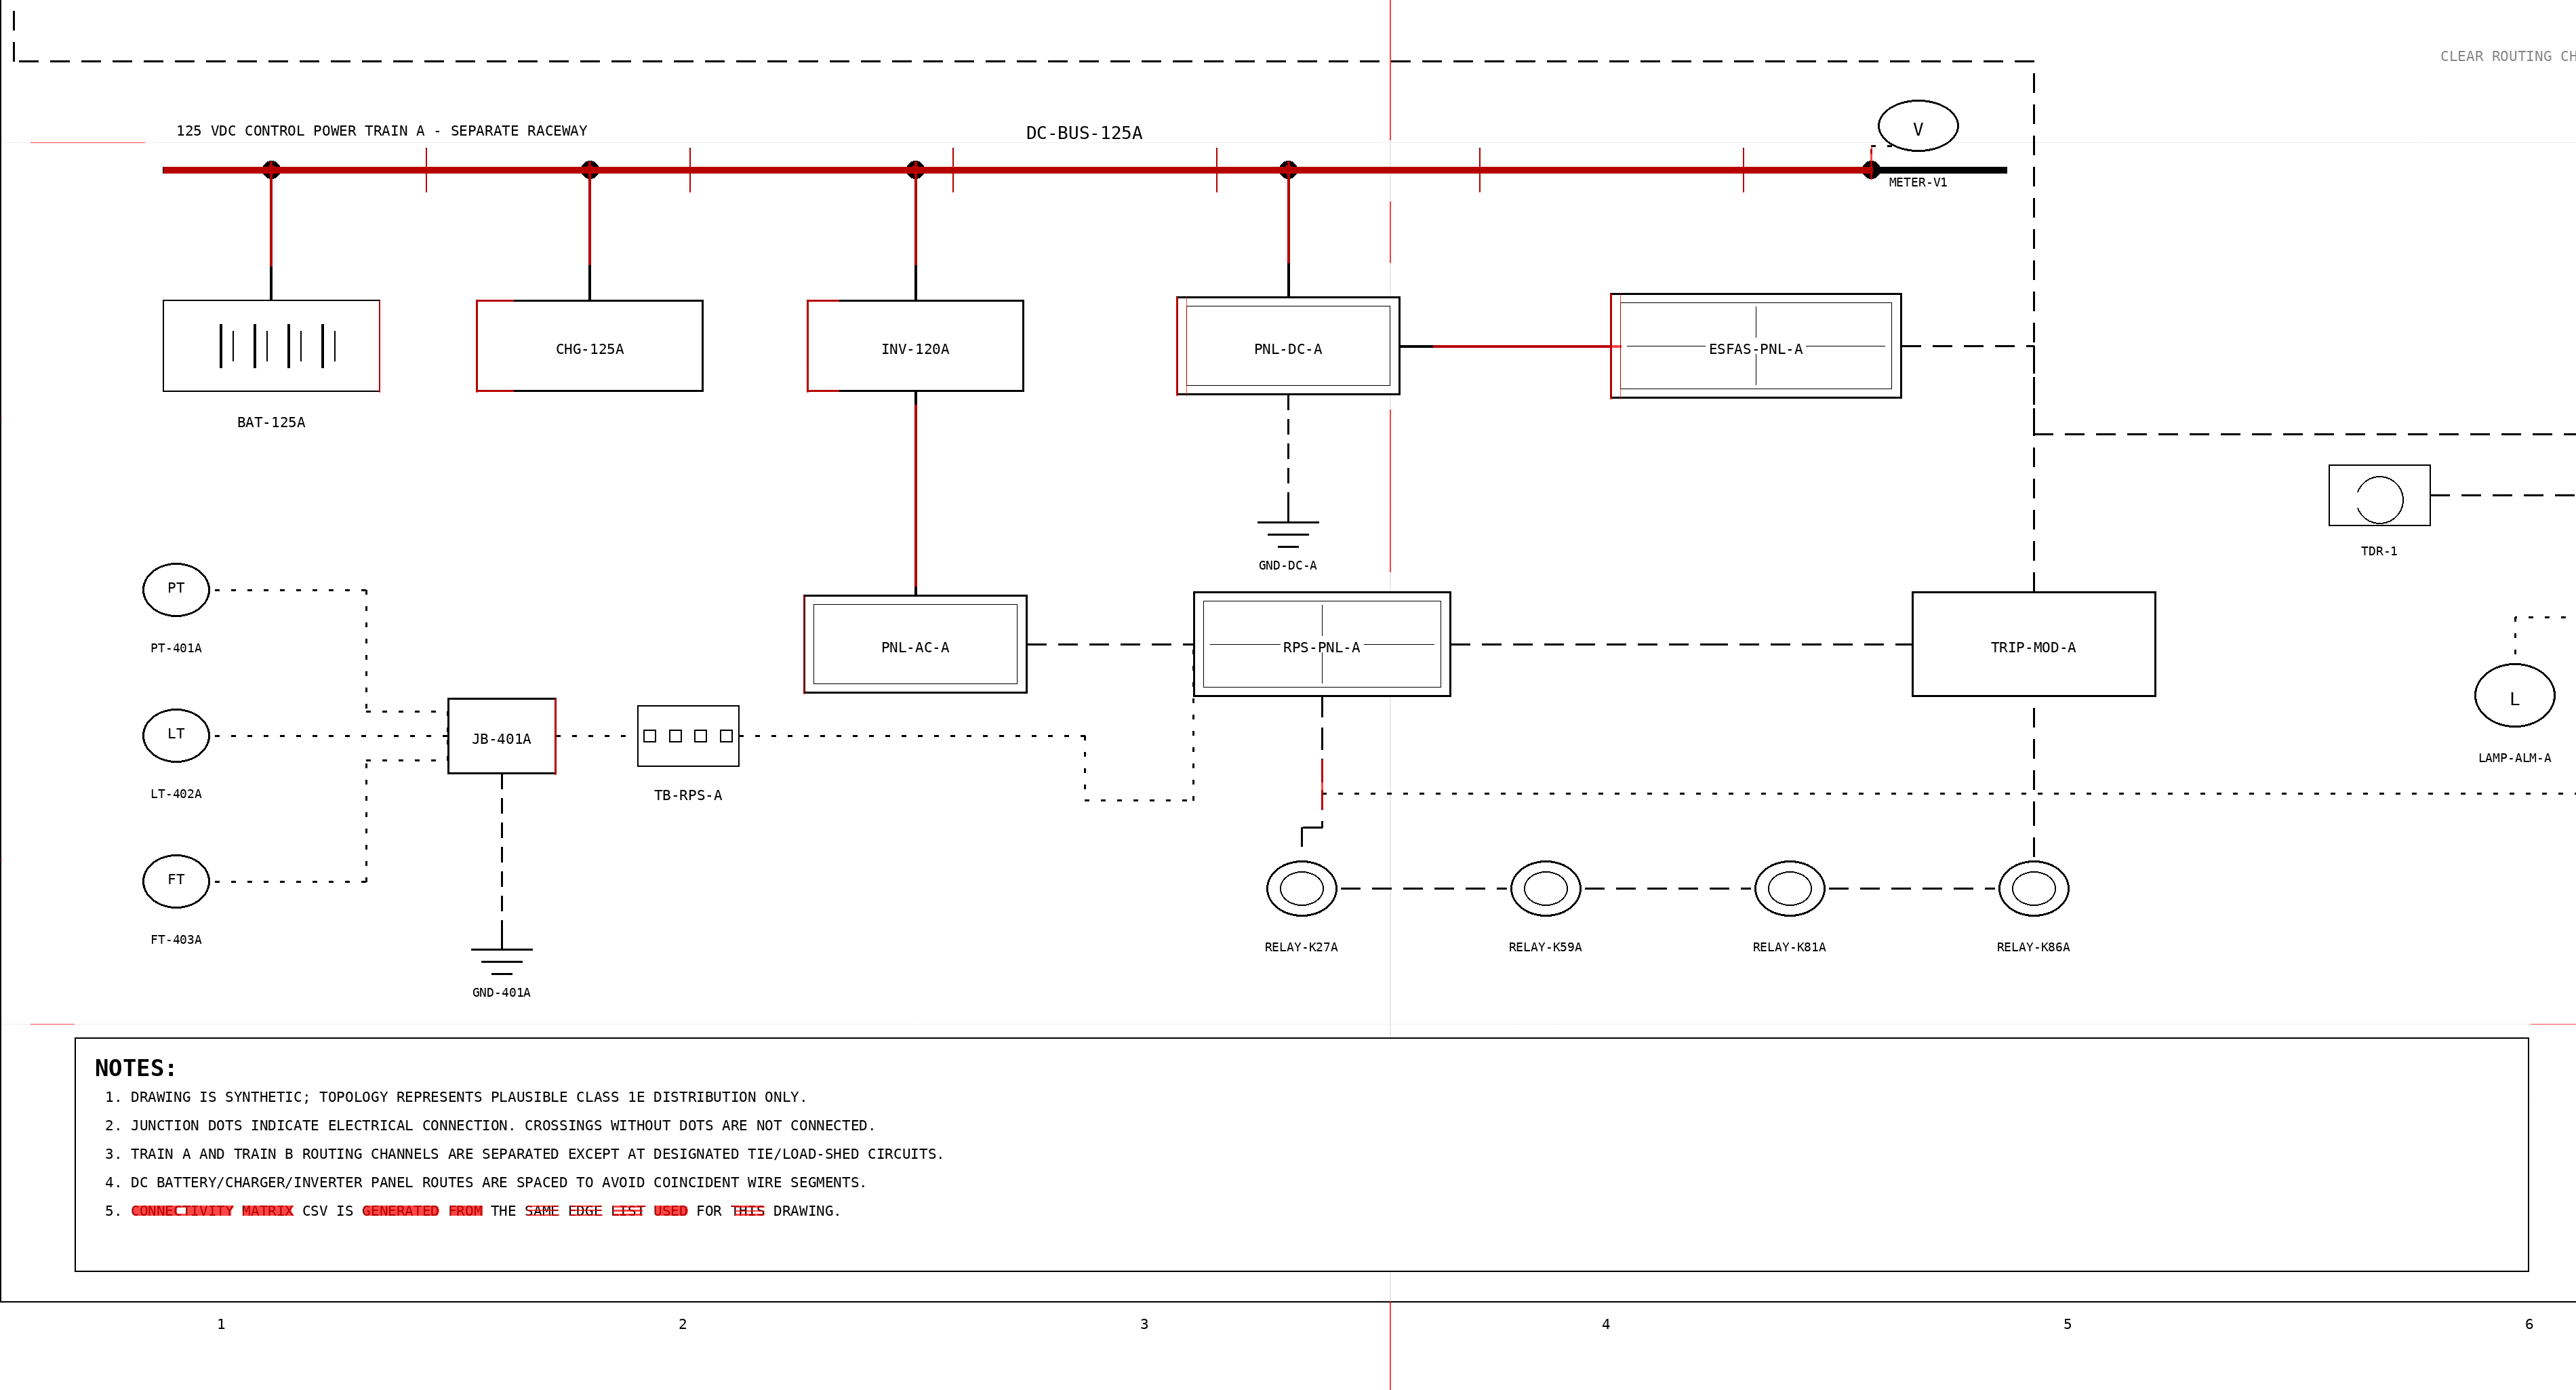 CLEAR ROUTING CH
125 VDC CONTROL POWER TRAIN A - SEPARATE RACEWAY
DC-BUS-125A
V
METER-V1
CHG-125A
INV-120A
PNL-DC-A
ESFAS-PNL-A
BAT-125A
TDR-1
GND-DC-A
PT
PT-401A
PNL-AC-A
RPS-PNL-A
TRIP-MOD-A
L
LAMP-ALM-A
LT
LT-402A
JB-401A
TB-RPS-A
FT
FT-403A
RELAY-K27A
RELAY-K59A
RELAY-K81A
RELAY-K86A
GND-401A
NOTES:
1. DRAWING IS SYNTHETIC; TOPOLOGY REPRESENTS PLAUSIBLE CLASS 1E DISTRIBUTION ONLY.
2. JUNCTION DOTS INDICATE ELECTRICAL CONNECTION. CROSSINGS WITHOUT DOTS ARE NOT CONNECTED.
3. TRAIN A AND TRAIN B ROUTING CHANNELS ARE SEPARATED EXCEPT AT DESIGNATED TIE/LOAD-SHED CIRCUITS.
4. DC BATTERY/CHARGER/INVERTER PANEL ROUTES ARE SPACED TO AVOID COINCIDENT WIRE SEGMENTS.
5. CONNECTIVITY MATRIX CSV IS GENERATED FROM THE SAME EDGE LIST USED FOR THIS DRAWING.
1 2 3 4 5 6